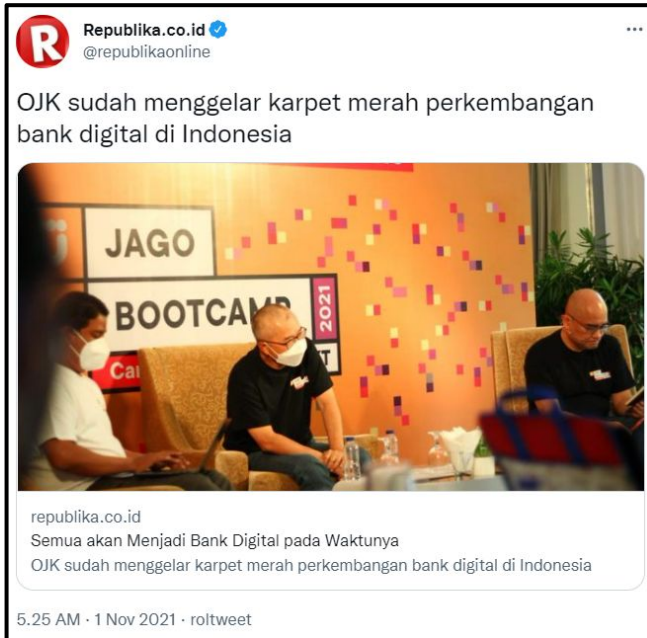 Republika.co.id
@republikaonline
OJK sudah menggelar karpet merah perkembangan
bank digital di Indonesia
JAGO
BOOTCAMP
2021
republika.co.id
Semua akan Menjadi Bank Digital pada Waktunya
OJK sudah menggelar karpet merah perkembangan bank digital di Indonesia
5.25 AM · 1 Nov 2021 · roltweet